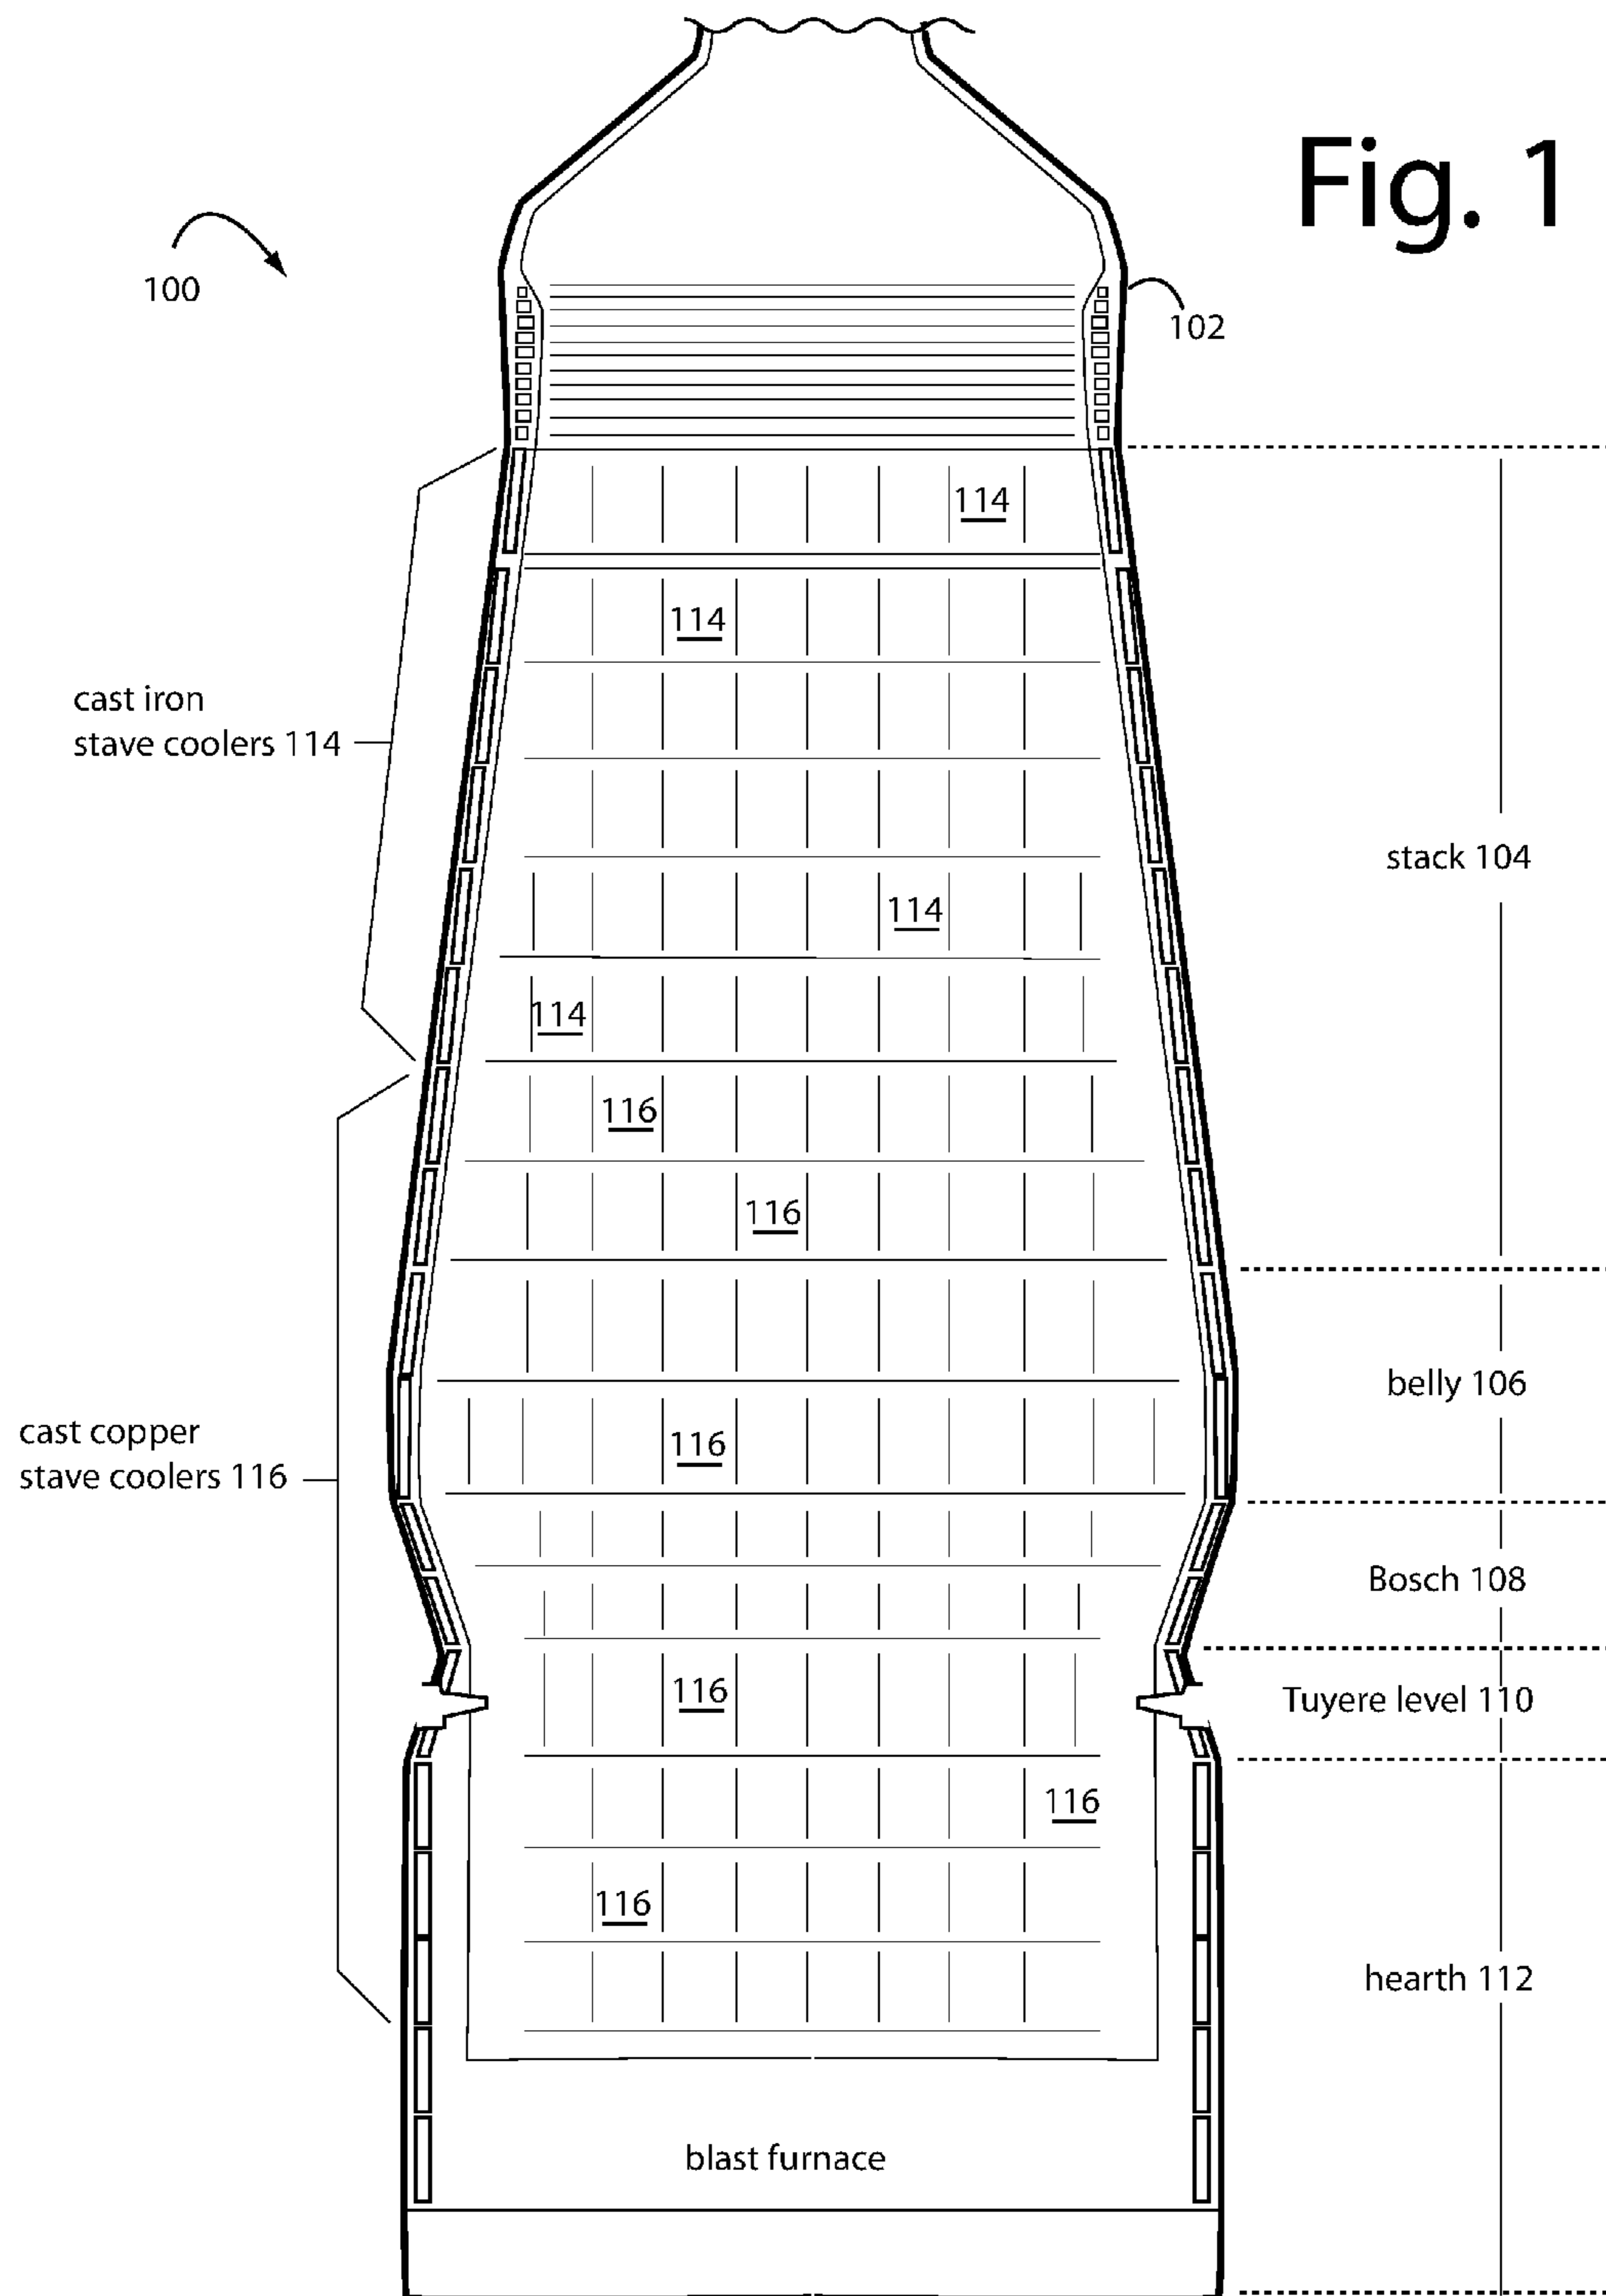 Fig. 1
100
102
114
114
cast iron
stave coolers 114
stack 104
114
114
116
116
belly 106
cast copper
stave coolers 116
116
Bosch 108
116
Tuyere level 110
116
116
hearth 112
blast furnace